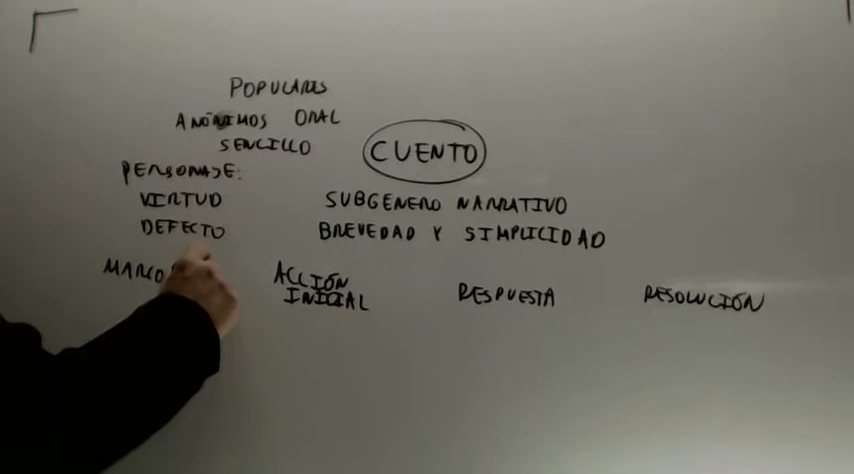 POPULARES
ANÓNIMOS ORAL
SENCILLO
CUENTO
PERSONAJE:
VIRTUD
DEFECTO
SUBGENERO NARRATIVO
BREVEDAD Y SIMPLICIDAD
MARCO
ACCIÓN
INICIAL
RESPUESTA
RESOLUCIÓN